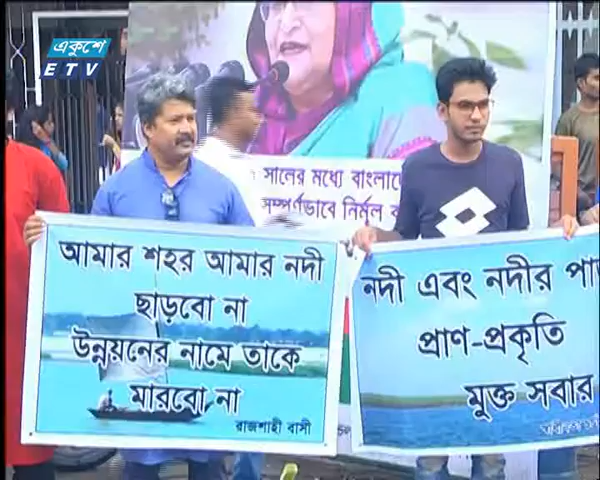 একুশে
ETV
সালের মধ্যে
সম্পূর্ণভাবে নির্মূল
আমার শহর আমার নদী
ছাড়বো না
উন্নয়নের নামে তাকে
মারবো না
রাজশাহী বাসী
নদী এবং নদীর
প্রাণ-প্রকৃতি
মুক্ত সবার